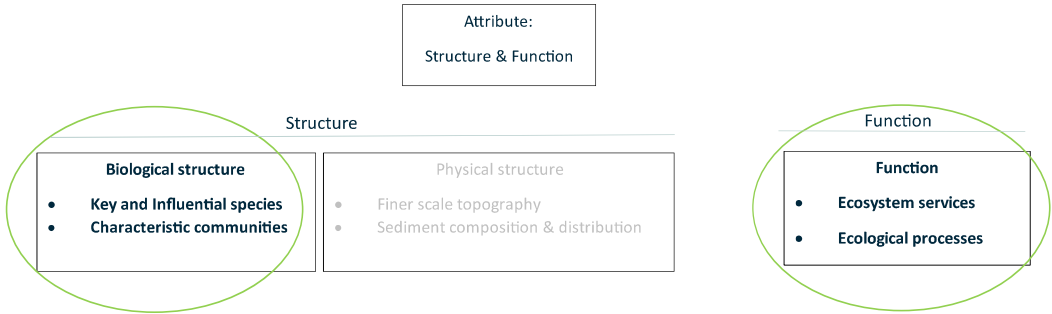 Attribute:
Structure & Function
Structure
Function
Biological structure
• Key and Influential species
• Characteristic communities
Physical structure
• Finer scale topography
• Sediment composition & distribution
Function
• Ecosystem services
• Ecological processes